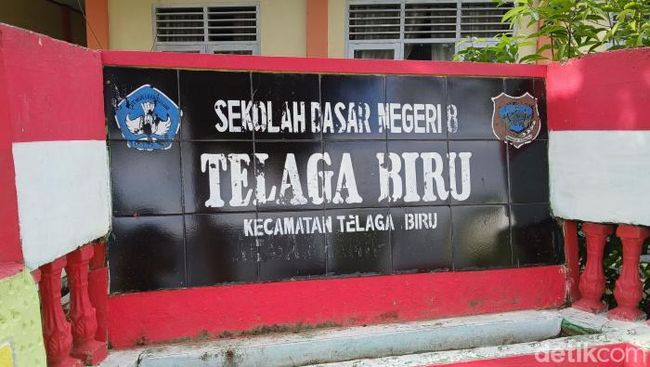 SEKOLAH DASAR NEGERI 8
TELAGA BIRU
KECAMATAN TELAGA BIRU
detikcom